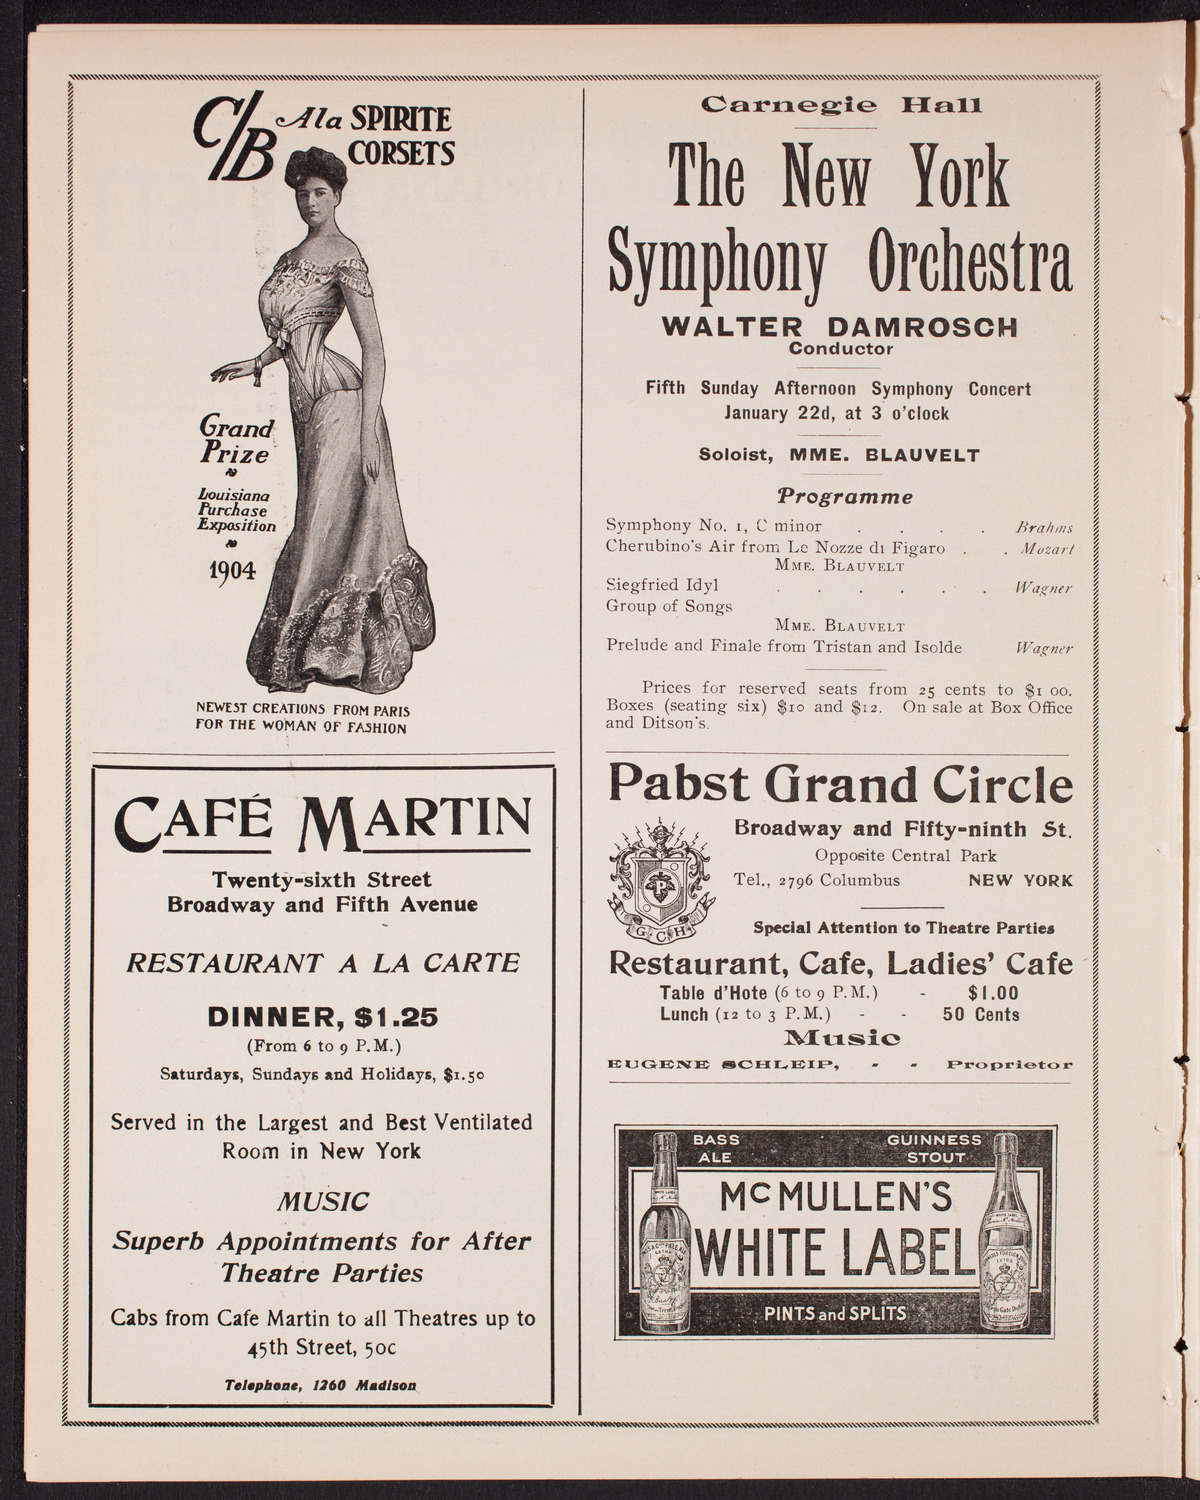 C/B Ala SPIRITE
CORSETS
Grand
Prize
Louisiana
Purchase
Exposition
1904
NEWEST CREATIONS FROM PARIS
FOR THE WOMAN OF FASHION
CAFÉ MARTIN
Twenty-sixth Street
Broadway and Fifth Avenue
RESTAURANT A LA CARTE
DINNER, $1.25
(From 6 to 9 P.M.)
Saturdays, Sundays and Holidays, $1.50
Served in the Largest and Best Ventilated
Room in New York
MUSIC
Superb Appointments for After
Theatre Parties
Cabs from Cafe Martin to all Theatres up to
45th Street, 50c
Telephone, 1260 Madison
Carnegie Hall
The New York
Symphony Orchestra
WALTER DAMROSCH
Conductor
Fifth Sunday Afternoon Symphony Concert
January 22d, at 3 o'clock
Soloist, MME. BLAUVELT
Programme
Symphony No. 1, C minor . . . . Brahms
Cherubino's Air from Le Nozze di Figaro . . Mozart
MME. BLAUVELT
Siegfried Idyl . . . . . . Wagner
Group of Songs
MME. BLAUVELT
Prelude and Finale from Tristan and Isolde Wagner
Prices for reserved seats from 25 cents to $1 00.
Boxes (seating six) $10 and $12. On sale at Box Office
and Ditson's.
Pabst Grand Circle
Broadway and Fifty-ninth St.
Opposite Central Park
Tel., 2796 Columbus NEW YORK
P
G C H
Special Attention to Theatre Parties
Restaurant, Cafe, Ladies' Cafe
Table d'Hote (6 to 9 P.M.) - $1.00
Lunch (12 to 3 P.M.) - - 50 Cents
Music
EUGENE SCHLEIP, - - Proprietor
BASS GUINNESS
ALE STOUT
MCMULLEN'S
WHITE LABEL
PINTS and SPLITS